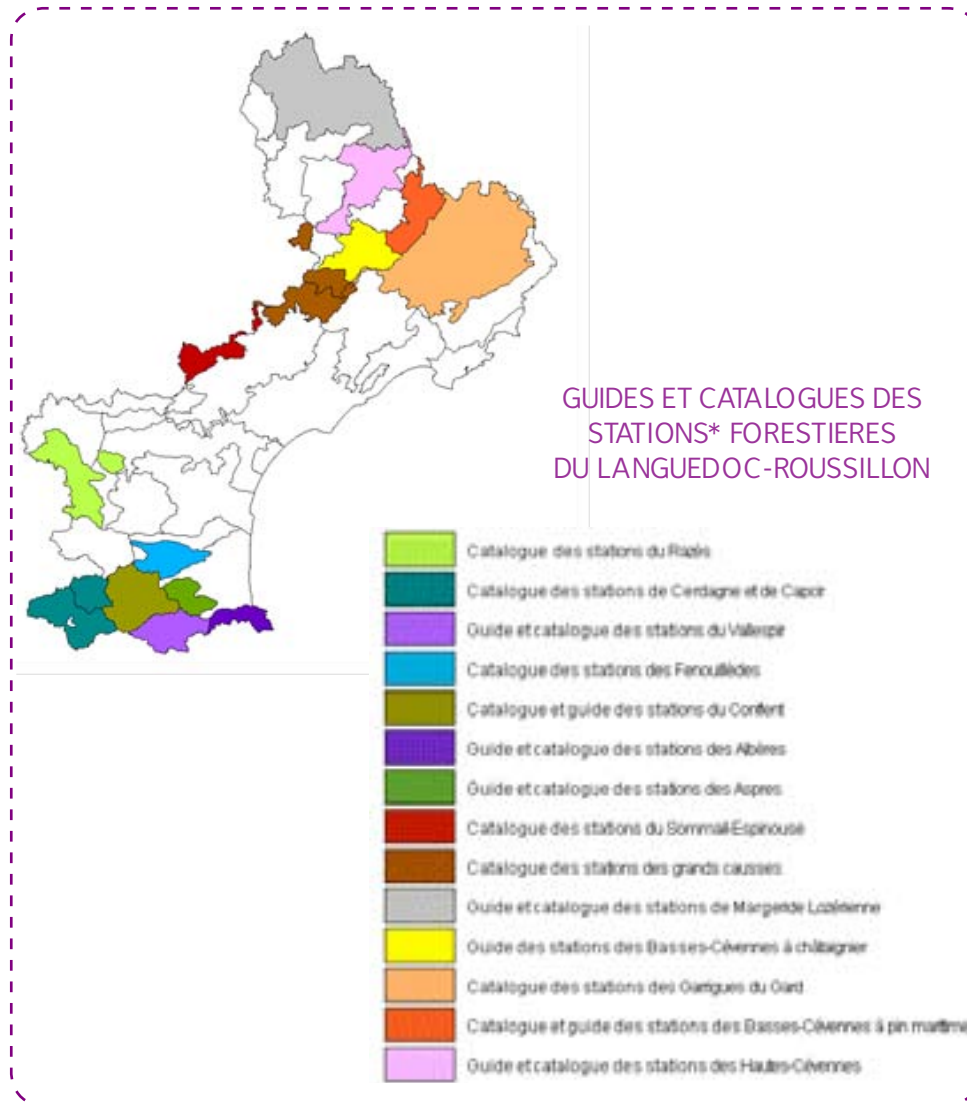 GUIDES ET CATALOGUES DES
STATIONS* FORESTIERES
DU LANGUEDOC-ROUSSILLON
Catalogue des stations du Razès
Catalogue des stations de Cerdagne et de Capcir
Guide et catalogue des stations du Vallespir
Catalogue des stations des Fenouillèdes
Catalogue et guide des stations du Conflent
Guide et catalogue des stations des Albères
Guide et catalogue des stations des Aspres
Catalogue des stations du Sommail-Espinouse
Catalogue des stations des grands causses
Guide et catalogue des stations de Margeride Lozérienne
Guide des stations des Basses-Cévennes à châtaignier
Catalogue des stations des Garrigues du Gard
Catalogue et guide des stations des Basses-Cévennes à pin maritime
Guide et catalogue des stations des Hautes-Cévennes